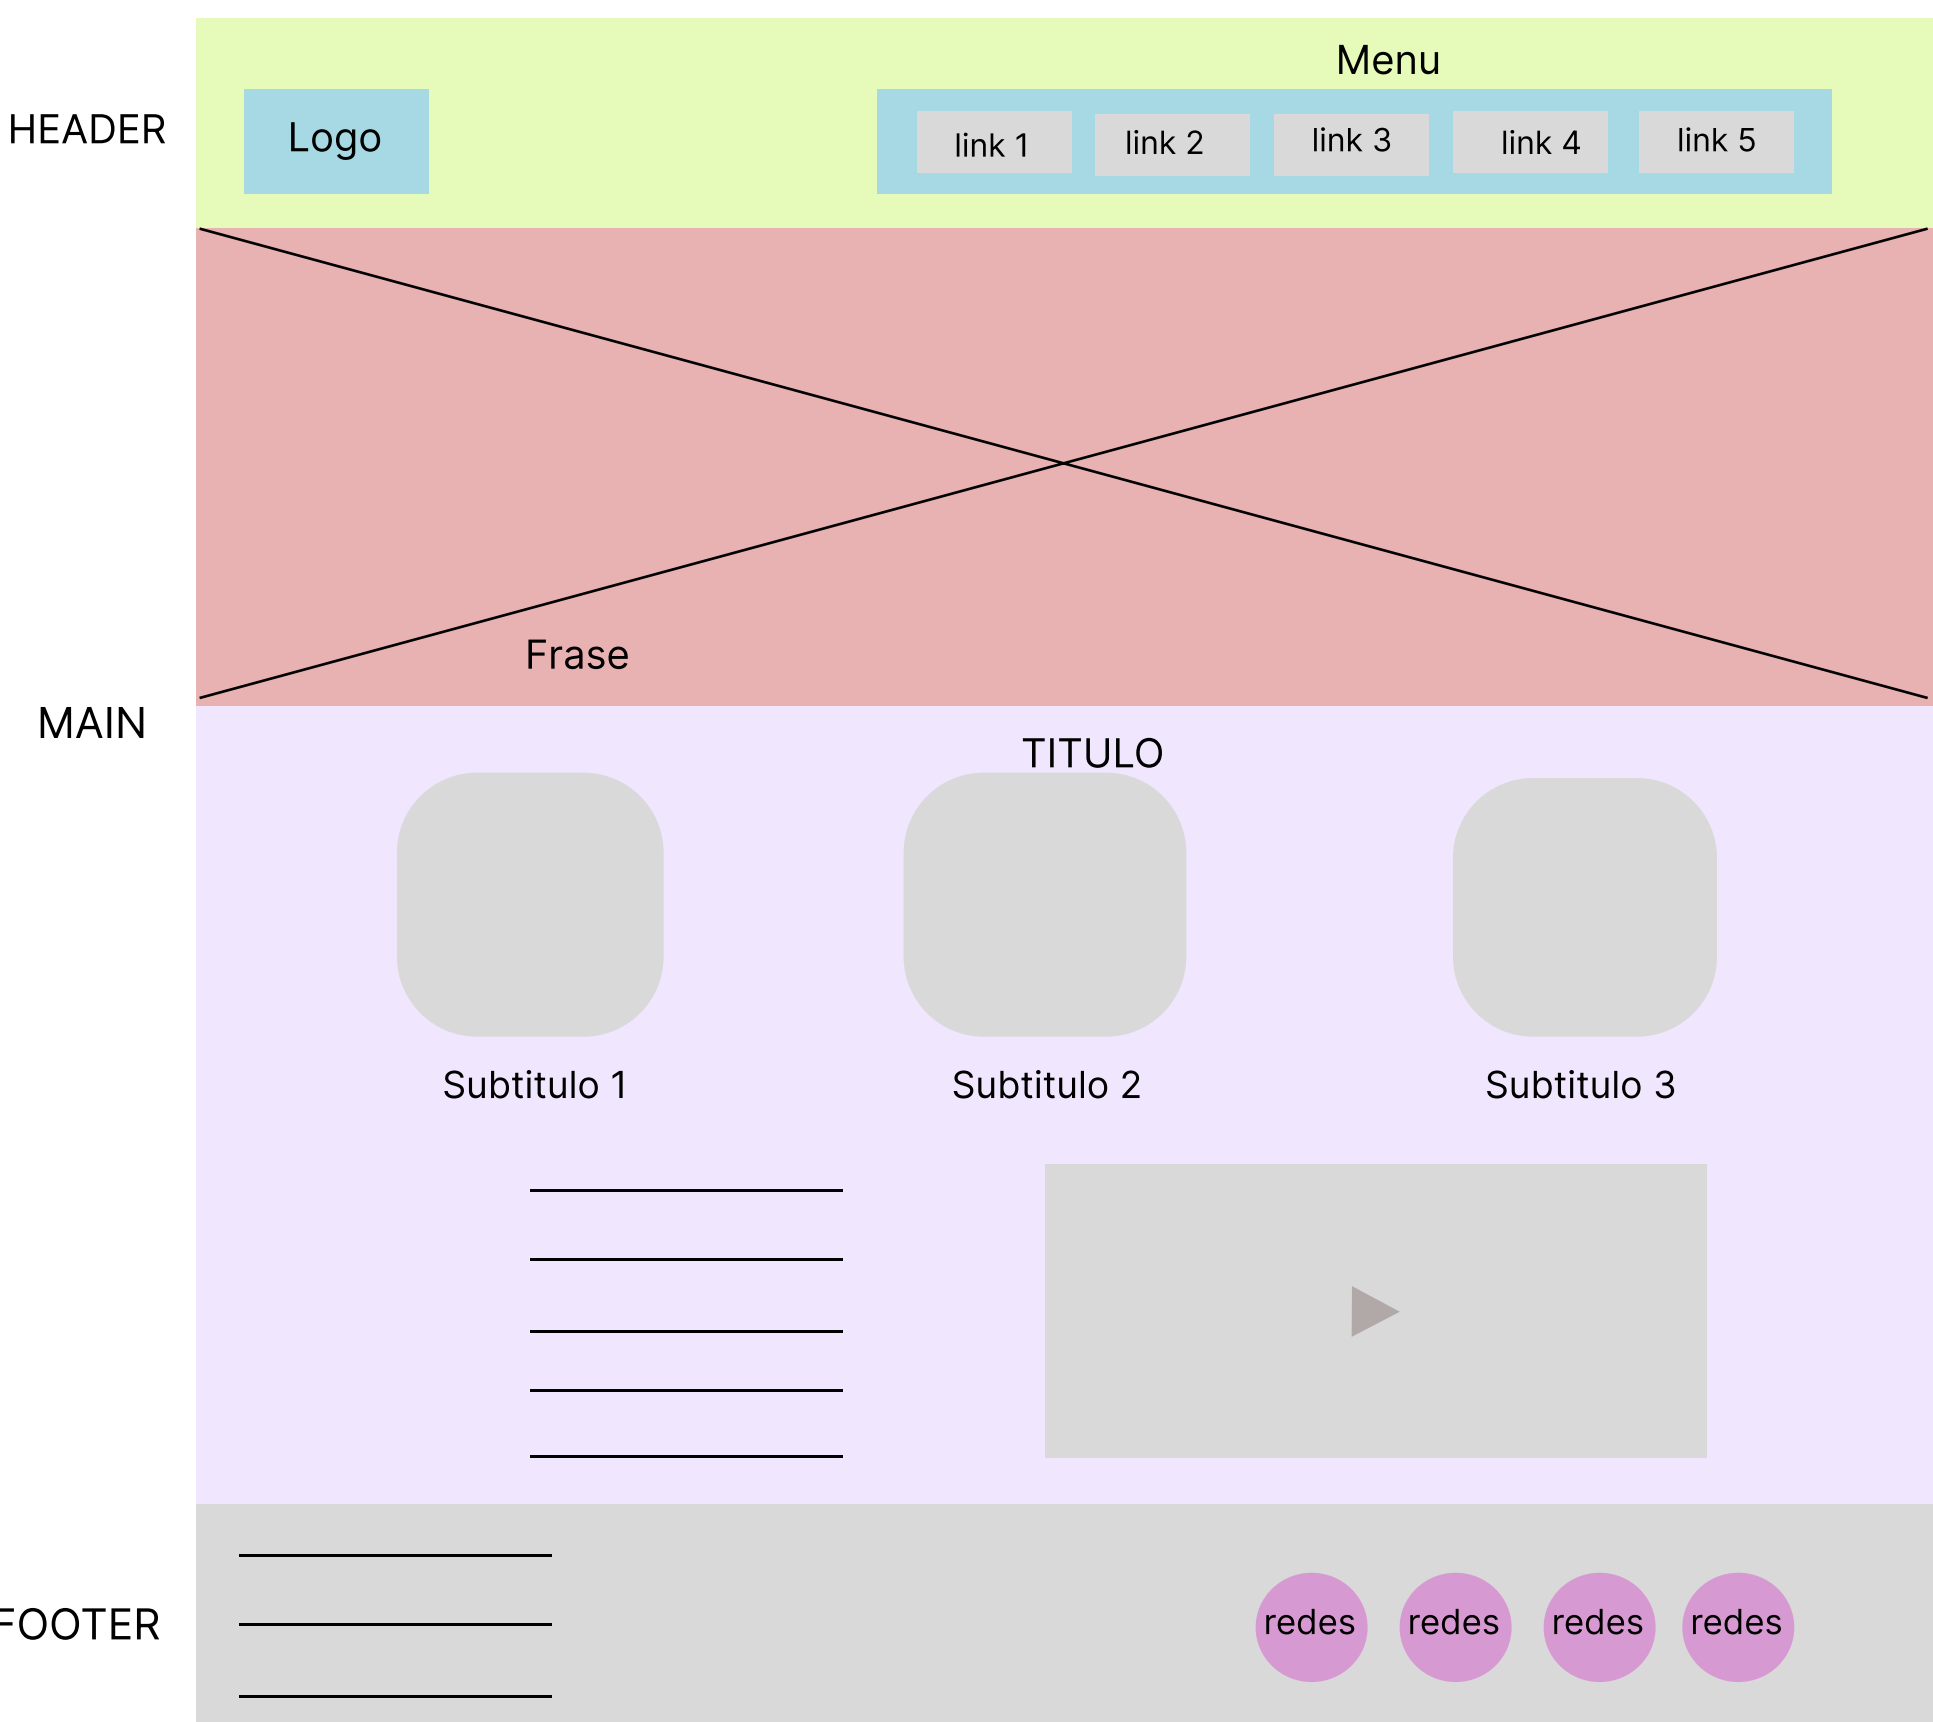 Menu
HEADER
Logo
link 1
link 2
link 3
link 4
link 5
Frase
MAIN
TITULO
Subtitulo 1
Subtitulo 2
Subtitulo 3
FOOTER
redes
redes
redes
redes